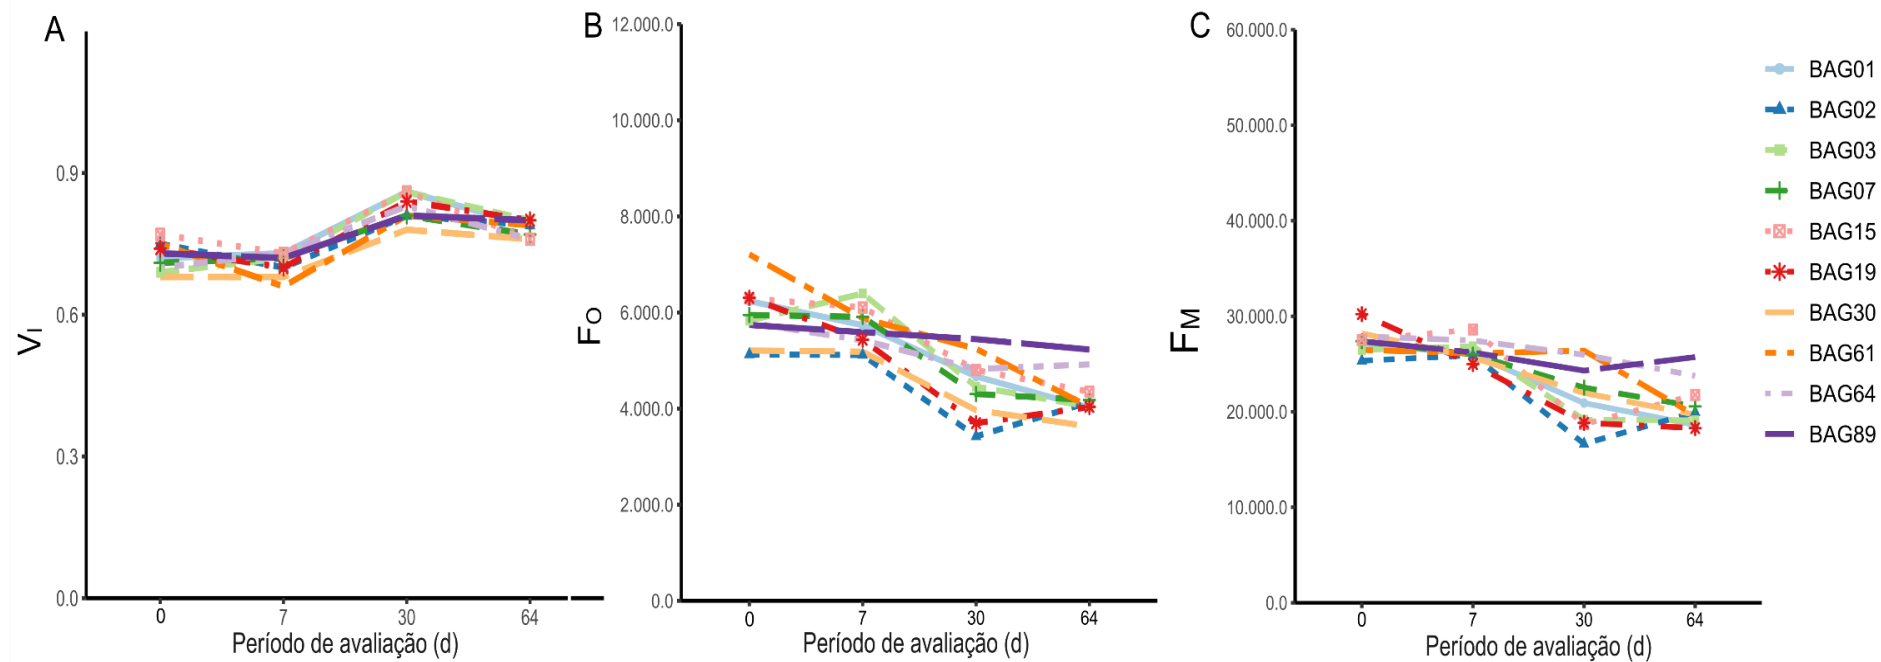 A
0.9
0.6
0.3
0.0
VI
0 7 30 64
Período de avaliação (d)
B
12.000.0
10.000.0
8.000.0
6.000.0
4.000.0
2.000.0
0.0
FO
0 7 30 64
Período de avaliação (d)
C
60.000.0
50.000.0
40.000.0
30.000.0
20.000.0
10.000.0
0.0
FM
0 7 30 64
Período de avaliação (d)
BAG01
BAG02
BAG03
BAG07
BAG15
BAG19
BAG30
BAG61
BAG64
BAG89